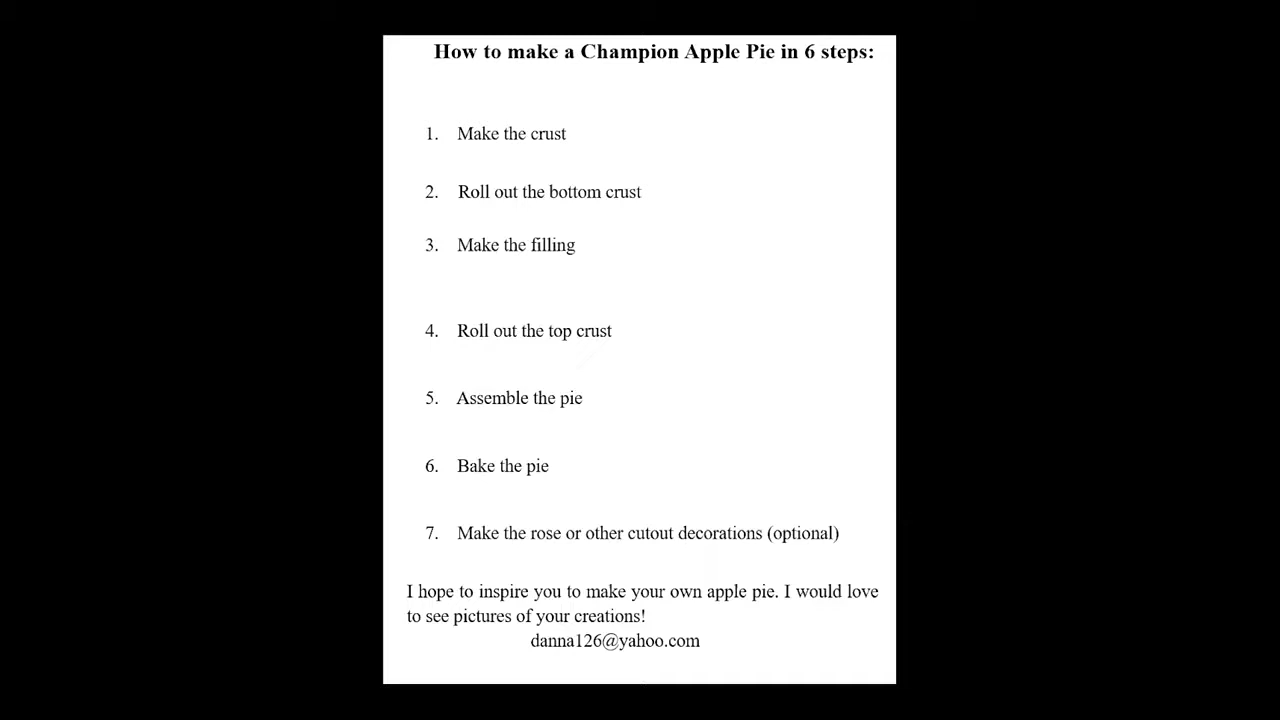 How to make a Champion Apple Pie in 6 steps:
1. Make the crust
2. Roll out the bottom crust
3. Make the filling
4. Roll out the top crust
5. Assemble the pie
6. Bake the pie
7. Make the rose or other cutout decorations (optional)
I hope to inspire you to make your own apple pie. I would love
to see pictures of your creations!
danna126@yahoo.com